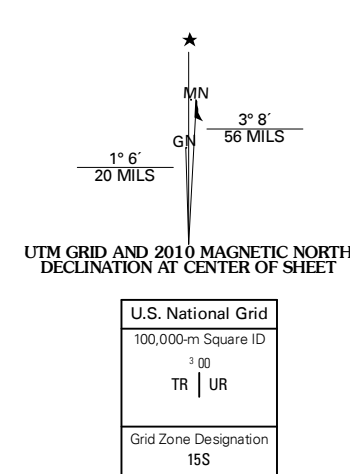 ★
MN
GN
3° 8´
56 MILS
1° 6´
20 MILS
UTM GRID AND 2010 MAGNETIC NORTH
DECLINATION AT CENTER OF SHEET
U.S. National Grid
100,000-m Square ID
3 00
TR UR
Grid Zone Designation
15S